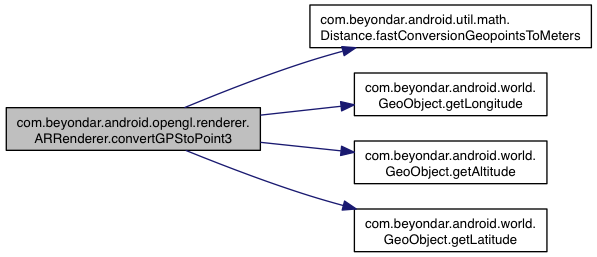 com.beyondar.android.util.math.
Distance.fastConversionGeopointsToMeters
com.beyondar.android.opengl.renderer.
ARRenderer.convertGPStoPoint3
com.beyondar.android.world.
GeoObject.getLongitude
com.beyondar.android.world.
GeoObject.getAltitude
com.beyondar.android.world.
GeoObject.getLatitude